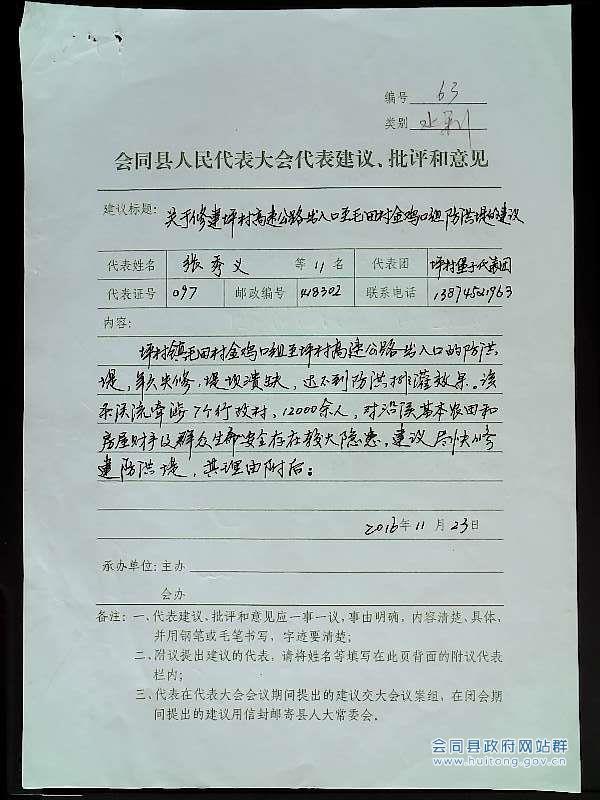 编号 63
类别 水利
会同县人民代表大会代表建议、批评和意见
建议标题: 关于修建坪村高速公路出入口至毛田村金鸡口组防洪堤的建议
代表姓名 张秀义 等 11 名 代表团 坪村堡子代表团
代表证号 097 邮政编号 418302 联系电话
内容:
坪村镇毛田村金鸡口组至坪村高速公路出入口的防洪
堤,年久失修,堤坝溃缺,达不到防洪排灌效果。该
条溪流牵涉7个行政村,12000余人,对沿溪基本农田和
房屋财产及群众生命安全存在较大隐患,建议尽快修
建防洪堤,其理由附后:
2016年 11 月 23 日
承办单位: 主办
会办
备注: 一、代表建议、批评和意见应一事一议,事由明确,内容清楚、具体,
并用钢笔或毛笔书写,字迹要清楚;
二、附议提出建议的代表,请将姓名等填写在此页背面的附议代表
栏内;
三、代表在代表大会会议期间提出的建议交大会议案组,在闭会期
间提出的建议用信封邮寄县人大常委会。
会同县政府网站群
www.huitong.gov.cn